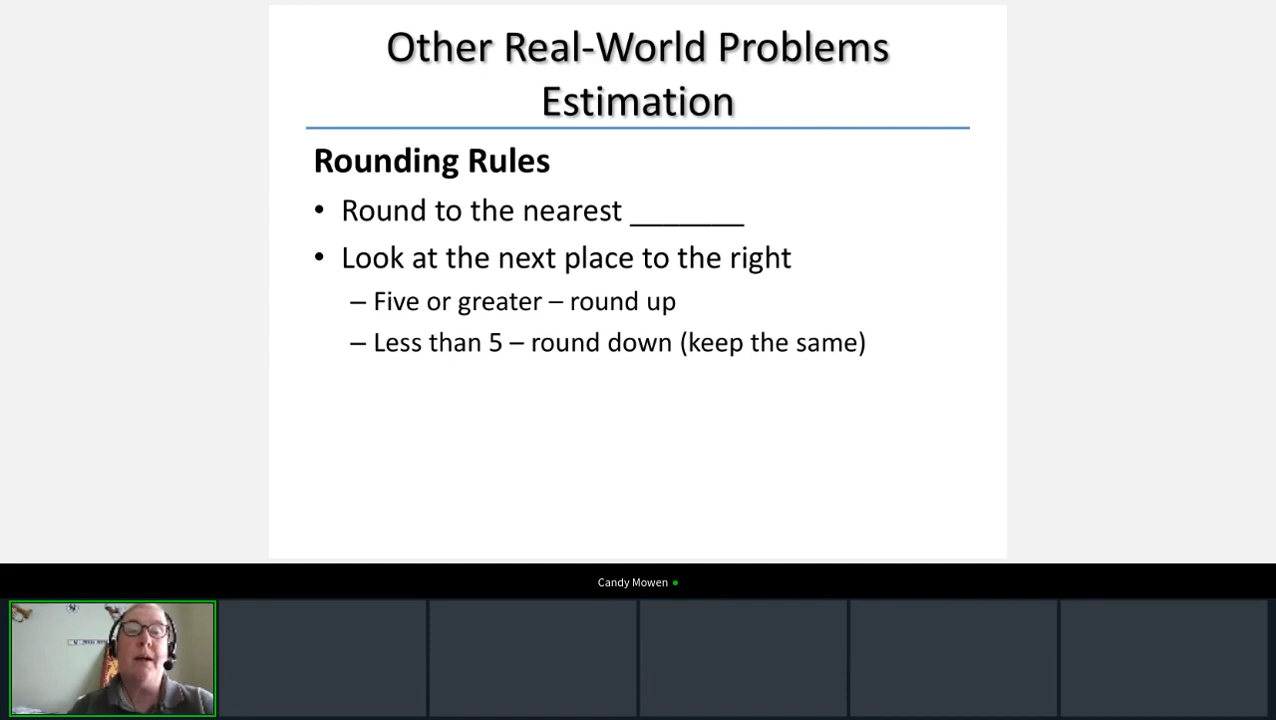 Other Real-World Problems
Estimation
Rounding Rules
• Round to the nearest _______
• Look at the next place to the right
– Five or greater – round up
– Less than 5 – round down (keep the same)
Candy Mowen